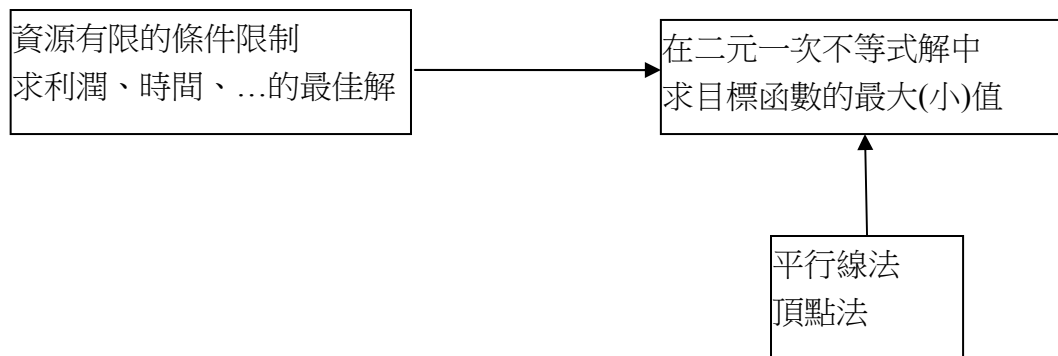 資源有限的條件限制
求利潤、時間、…的最佳解
在二元一次不等式解中
求目標函數的最大(小)值
平行線法
頂點法